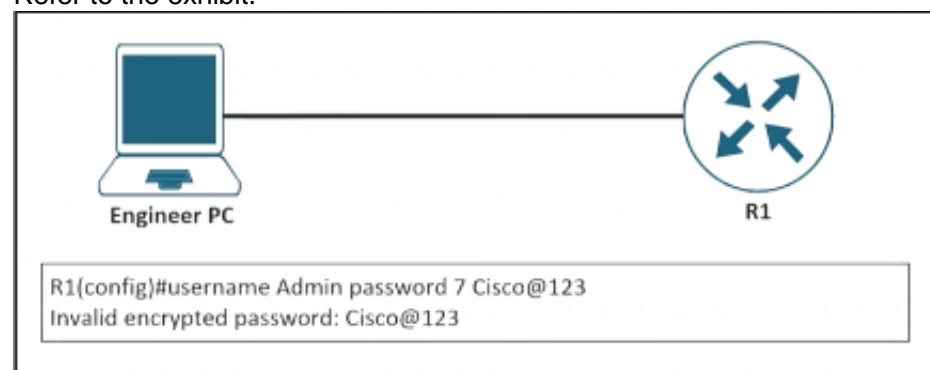 Refer to the exhibit.
Engineer PC
R1
R1(config)#username Admin password 7 Cisco@123
Invalid encrypted password: Cisco@123